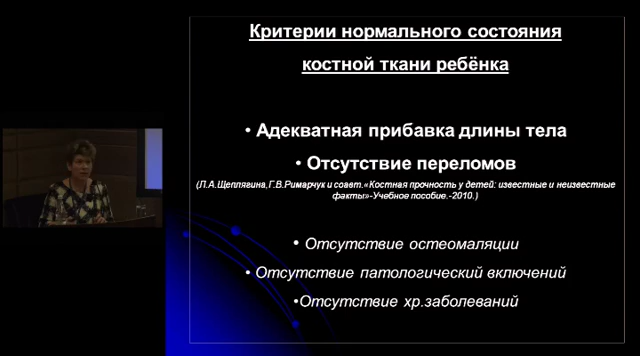 Критерии нормального состояния
костной ткани ребёнка
• Адекватная прибавка длины тела
• Отсутствие переломов
(Л.А.Щеплягина,Г.В.Римарчук и соавт.«Костная прочность у детей: известные и неизвестные
факты»-Учебное пособие.-2010.)
• Отсутствие остеомаляции
• Отсутствие патологический включений
•Отсутствие хр.заболеваний